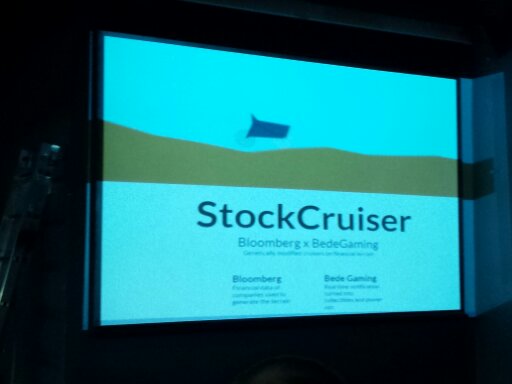 StockCruiser
Bloomberg x BedeGaming
Genetically modified cruisers on financial terrain
Bloomberg
Financial data of
companies used to
generate the terrain
Bede Gaming
Real time notifications
turned into
collectibles and power
ups